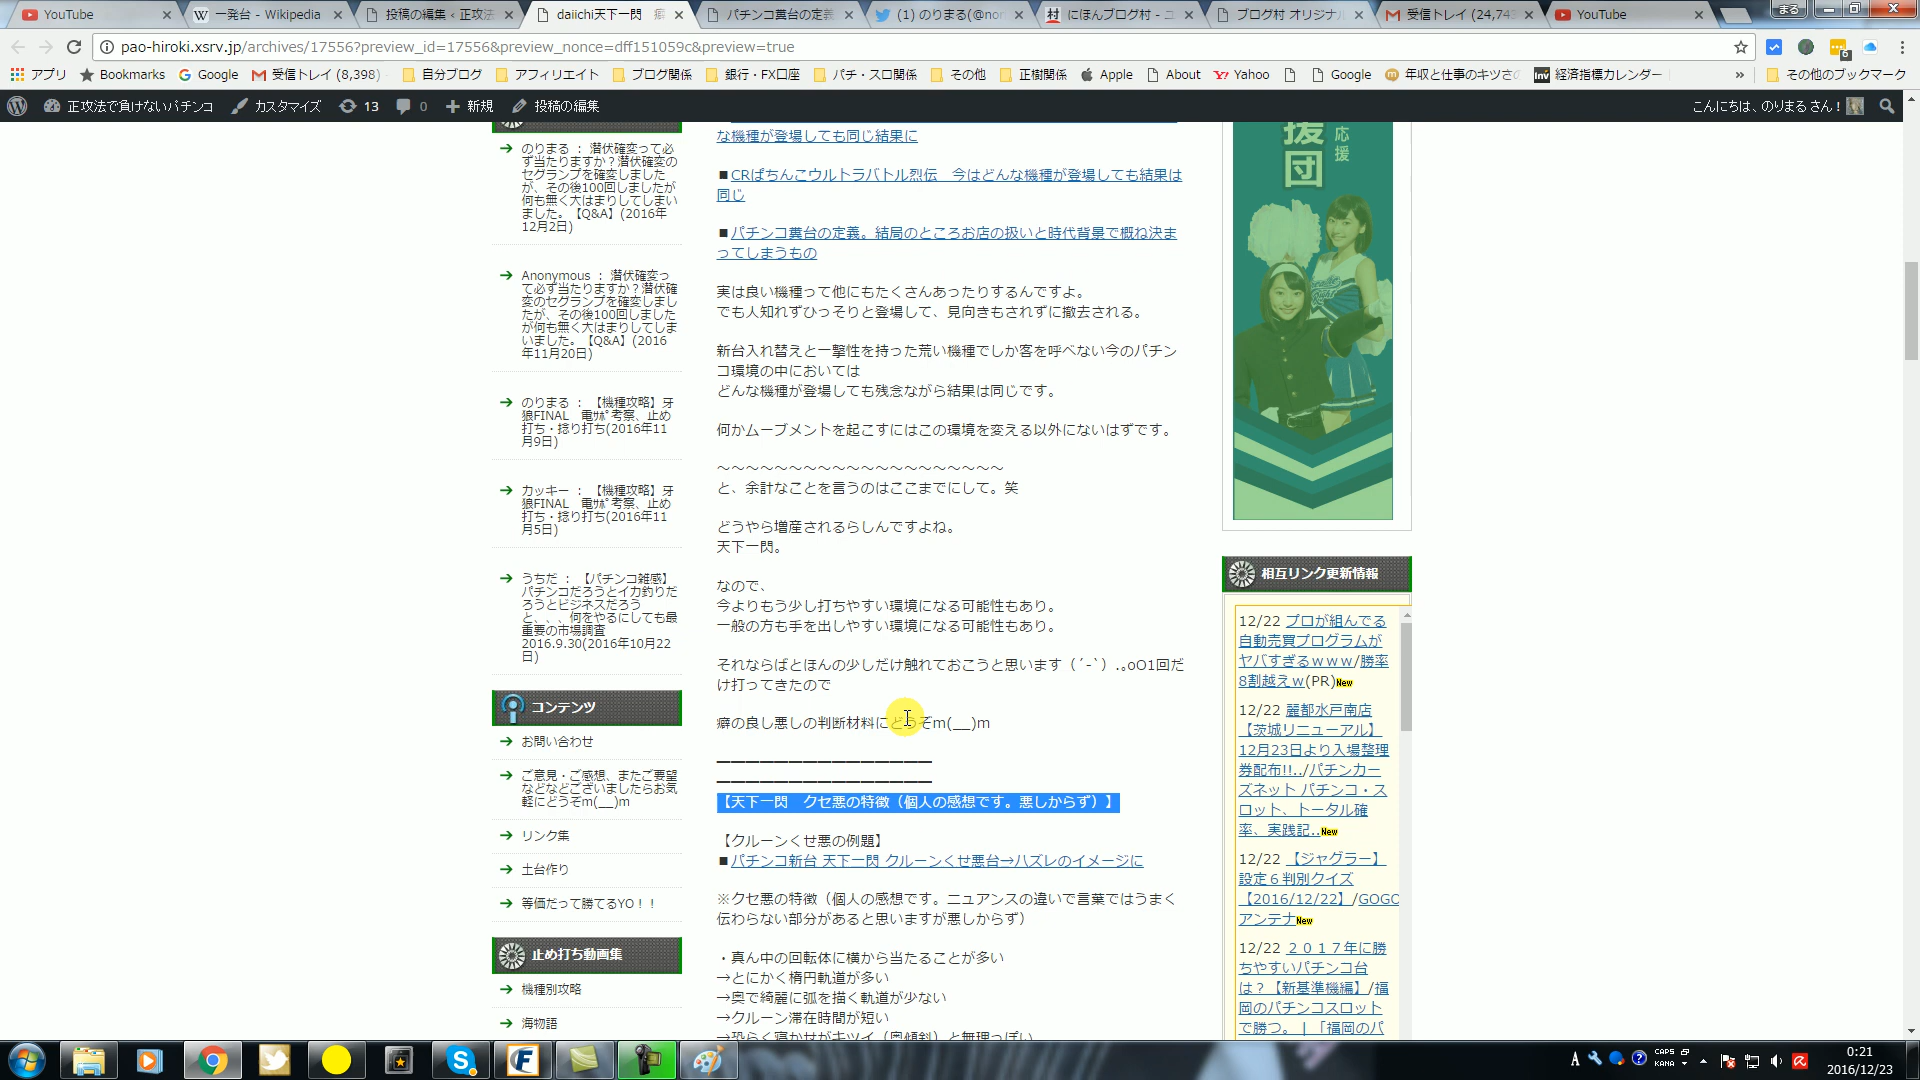 YouTube
一発台 - Wikipedia
投稿の編集 ‹ 正攻法
daiichi天下一閃
パチンコ糞台の定義
(1) のりまる(@nor
にほんブログ村 - ユ
ブログ村 オリジナル
受信トレイ (24,743
YouTube
まる
pao-hiroki.xsrv.jp/archives/17556?preview_id=17556&preview_nonce=dff151059c&preview=true
アプリ Bookmarks Google 受信トレイ (8,398) 自分ブログ アフィリエイト ブログ関係 銀行・FX口座 パチ・スロ関係 その他 正樹関係 Apple About Yahoo Google 年収と仕事のキツさの 経済指標カレンダー » その他のブックマーク
正攻法で負けないパチンコ カスタマイズ 13 0 新規 投稿の編集 こんにちは、のりまる さん！
のりまる ： 潜伏確変って必
ず当たりますか？潜伏確変の
セグランプを確変しました
が、その後100回しましたが
何も無く大はまりしてしまい
ました。【Q&A】(2016年
12月2日)
Anonymous ： 潜伏確変っ
て必ず当たりますか？潜伏確
変のセグランプを確変しまし
たが、その後100回しました
が何も無く大はまりしてしま
いました。【Q&A】(2016
年11月20日)
のりまる ： 【機種攻略】牙
狼FINAL　電ｻﾎﾟ考察、止め
打ち・捻り打ち(2016年11
月9日)
カッキー ： 【機種攻略】牙
狼FINAL　電ｻﾎﾟ考察、止め
打ち・捻り打ち(2016年11
月5日)
うちだ ： 【パチンコ雑感】
パチンコだろうとイカ釣りだ
ろうとビジネスだろう
と、、、何をやるにしても最
重要の市場調査
2016.9.30(2016年10月22
日)
コンテンツ
お問い合わせ
ご意見・ご感想、またご要望
などなどございましたらお気
軽にどうぞm(__)m
リンク集
土台作り
等価だって勝てるYO！！
止め打ち動画集
機種別攻略
海物語
な機種が登場しても同じ結果に
■CRぱちんこウルトラバトル烈伝　今はどんな機種が登場しても結果は
同じ
■パチンコ糞台の定義。結局のところお店の扱いと時代背景で概ね決ま
ってしまうもの
実は良い機種って他にもたくさんあったりするんですよ。
でも人知れずひっそりと登場して、見向きもされずに撤去される。
新台入れ替えと一撃性を持った荒い機種でしか客を呼べない今のパチン
コ環境の中においては
どんな機種が登場しても残念ながら結果は同じです。
何かムーブメントを起こすにはこの環境を変える以外にないはずです。
～～～～～～～～～～～～～～～～～～～～
と、余計なことを言うのはここまでにして。笑
どうやら増産されるらしんですよね。
天下一閃。
なので、
今よりもう少し打ちやすい環境になる可能性もあり。
一般の方も手を出しやすい環境になる可能性もあり。
それならばとほんの少しだけ触れておこうと思います（´-`）.｡oO1回だ
け打ってきたので
癖の良し悪しの判断材料にどうぞm(__)m
ーーーーーーーーーーーーーーー
ーーーーーーーーーーーーーーー
【天下一閃　クセ悪の特徴（個人の感想です。悪しからず）】
【クルーンくせ悪の例題】
■パチンコ新台 天下一閃 クルーンくせ悪台→ハズレのイメージに
※クセ悪の特徴（個人の感想です。ニュアンスの違いで言葉ではうまく
伝わらない部分があると思いますが悪しからず）
・真ん中の回転体に横から当たることが多い
→とにかく楕円軌道が多い
→奥で綺麗に弧を描く軌道が少ない
→クルーン滞在時間が短い
→恐らく寝かせがキツイ（奥傾斜）と無理っぽい
援団
応援
相互リンク更新情報
12/22 プロが組んでる
自動売買プログラムが
ヤバすぎるｗｗｗ/勝率
8割越えｗ(PR)New
12/22 麗都水戸南店
【茨城リニューアル】
12月23日より入場整理
券配布!!../パチンカー
ズネット パチンコ・ス
ロット、トータル確
率、実践記..New
12/22 【ジャグラー】
設定６判別クイズ
【2016/12/22】/GOGO
アンテナNew
12/22 ２０１７年に勝
ちやすいパチンコ台
は？【新基準機編】/福
岡のパチンコスロット
で勝つ。｜「福岡のパ
A CAPS KANA
0:21
2016/12/23